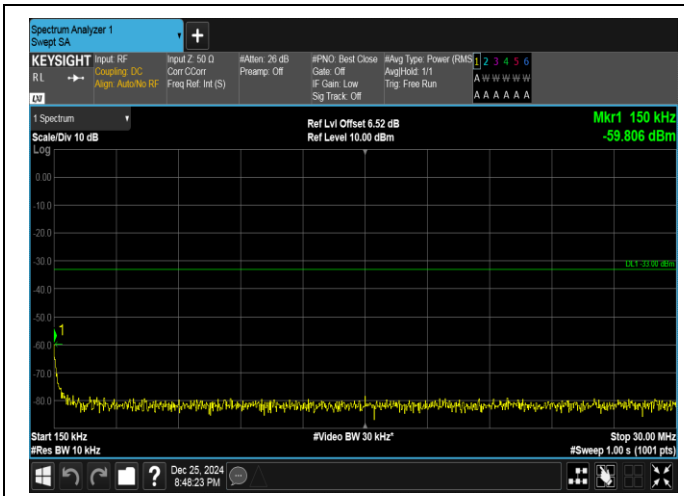 Spectrum Analyzer 1
Swept SA
+
KEYSIGHT Input: RF Input Z: 50 Ω #Atten: 26 dB #PNO: Best Close #Avg Type: Power (RMS 1 2 3 4 5 6
RL Coupling: DC Corr CCorr Preamp: Off Gate: Off Avg|Hold: 1/1 A W W W W W
Align: Auto/No RF Freq Ref: Int (S) IF Gain: Low Trig: Free Run
LXI Sig Track: Off A A A A A A
1 Spectrum Ref Lvl Offset 6.52 dB Mkr1 150 kHz
Scale/Div 10 dB Ref Level 10.00 dBm -59.806 dBm
Log
0.00
-10.0
-20.0
-30.0
DL1 -33.00 dBm
-40.0
-50.0
1
-60.0
-70.0
-80.0
Start 150 kHz #Video BW 30 kHz* Stop 30.00 MHz
#Res BW 10 kHz #Sweep 1.00 s (1001 pts)
? Dec 25, 2024
8:48:23 PM